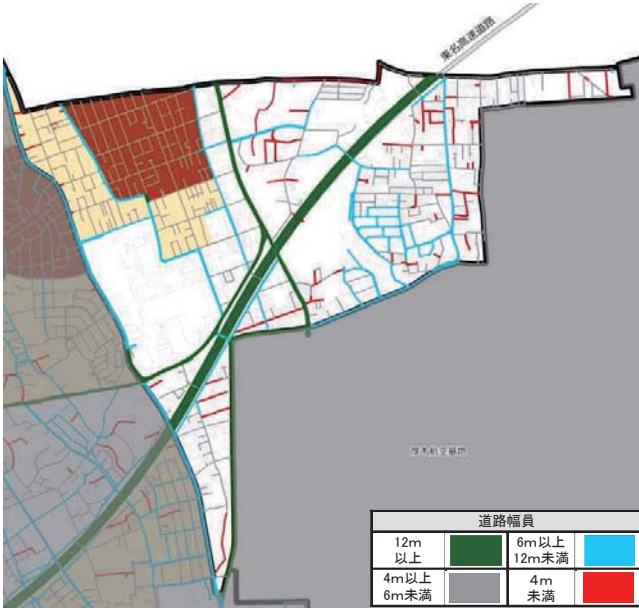 東名高速道路
厚木航空基地
道路幅員
12m
以上
6m以上
12m未満
4m以上
6m未満
4m
未満